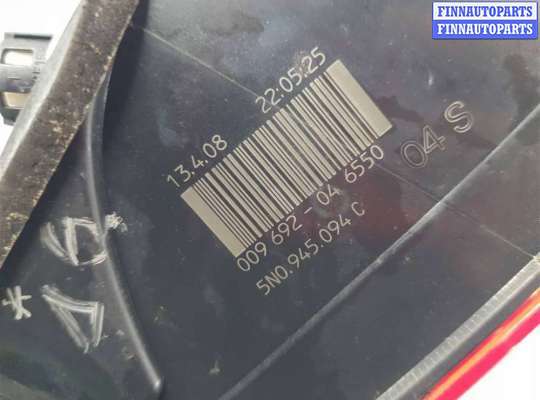 FINNAUTOPARTS
FINNAUTOPARTS
13.4.08 22:05:25
009 692 - 04 6550
5N0.945.094 C
04 S